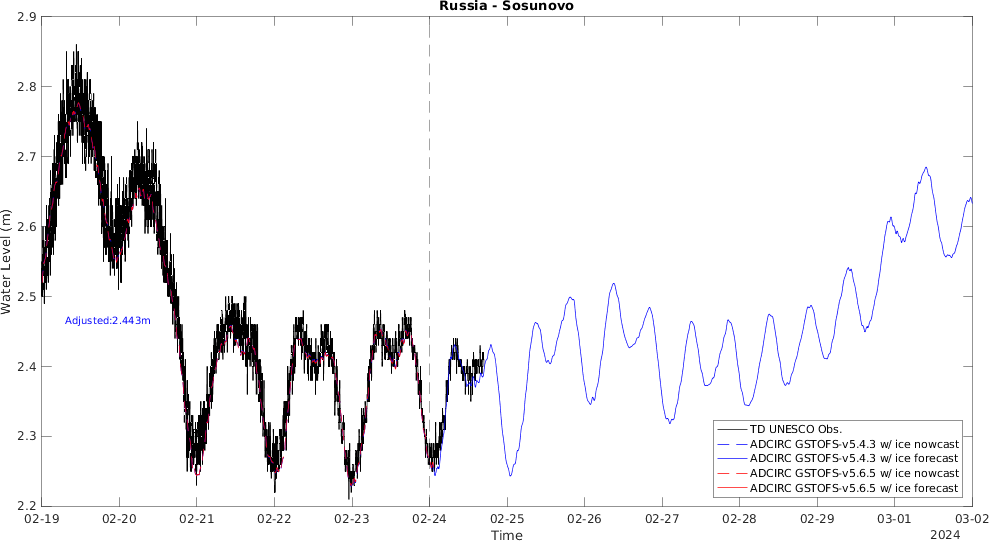 Russia - Sosunovo
2.9
2.8
2.7
2.6
2.5
2.4
2.3
2.2
Water Level (m)
Adjusted:2.443m
TD UNESCO Obs.
ADCIRC GSTOFS-v5.4.3 w/ ice nowcast
ADCIRC GSTOFS-v5.4.3 w/ ice forecast
ADCIRC GSTOFS-v5.6.5 w/ ice nowcast
ADCIRC GSTOFS-v5.6.5 w/ ice forecast
02-19 02-20 02-21 02-22 02-23 02-24 02-25 02-26 02-27 02-28 02-29 03-01 03-02
Time
2024